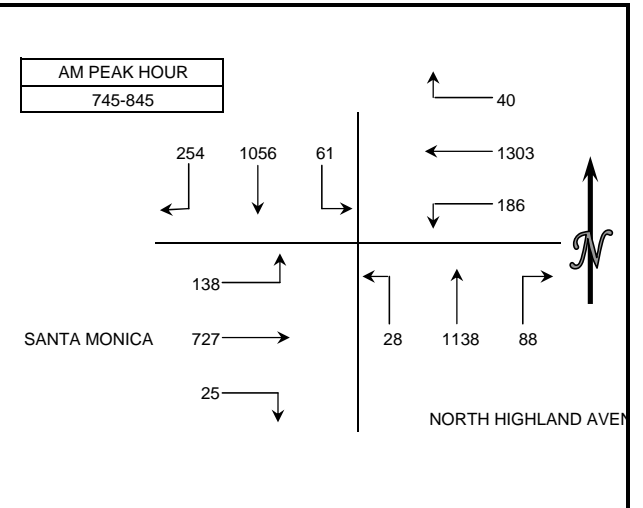 AM PEAK HOUR
745-845
40
254 1056 61
1303
186
N
138
SANTA MONICA 727
28 1138 88
25
NORTH HIGHLAND AVEN